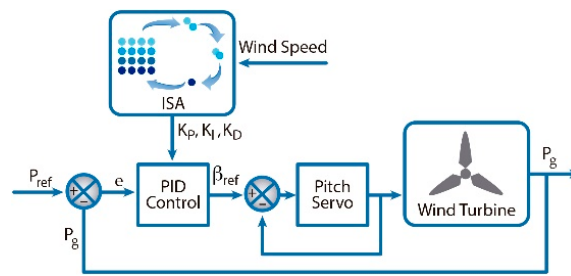 Wind Speed
ISA
K_P, K_I, K_D
P_ref
+
−
e
PID
Control
β_ref
+
−
Pitch
Servo
Wind Turbine
P_g
P_g